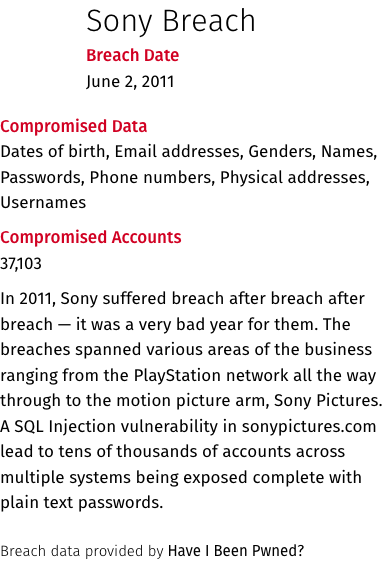 Sony Breach
Breach Date
June 2, 2011
Compromised Data
Dates of birth, Email addresses, Genders, Names,
Passwords, Phone numbers, Physical addresses,
Usernames
Compromised Accounts
37,103
In 2011, Sony suffered breach after breach after
breach — it was a very bad year for them. The
breaches spanned various areas of the business
ranging from the PlayStation network all the way
through to the motion picture arm, Sony Pictures.
A SQL Injection vulnerability in sonypictures.com
lead to tens of thousands of accounts across
multiple systems being exposed complete with
plain text passwords.
Breach data provided by Have I Been Pwned?